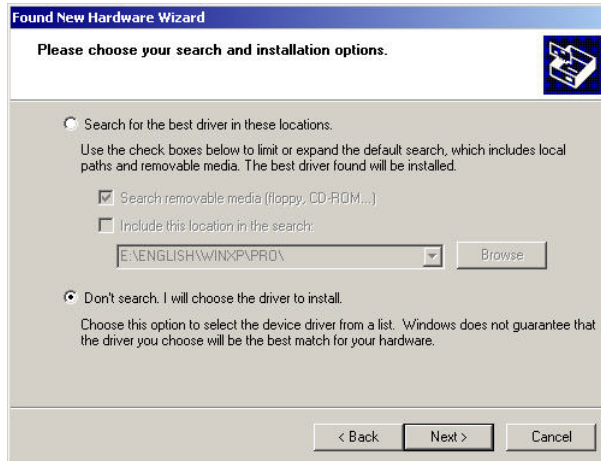 Found New Hardware Wizard
Please choose your search and installation options.
Search for the best driver in these locations.
Use the check boxes below to limit or expand the default search, which includes local
paths and removable media. The best driver found will be installed.
Search removable media (floppy, CD-ROM...)
Include this location in the search:
E:\ENGLISH\WINXP\PRO\
Browse
Don't search. I will choose the driver to install.
Choose this option to select the device driver from a list. Windows does not guarantee that
the driver you choose will be the best match for your hardware.
< Back Next > Cancel